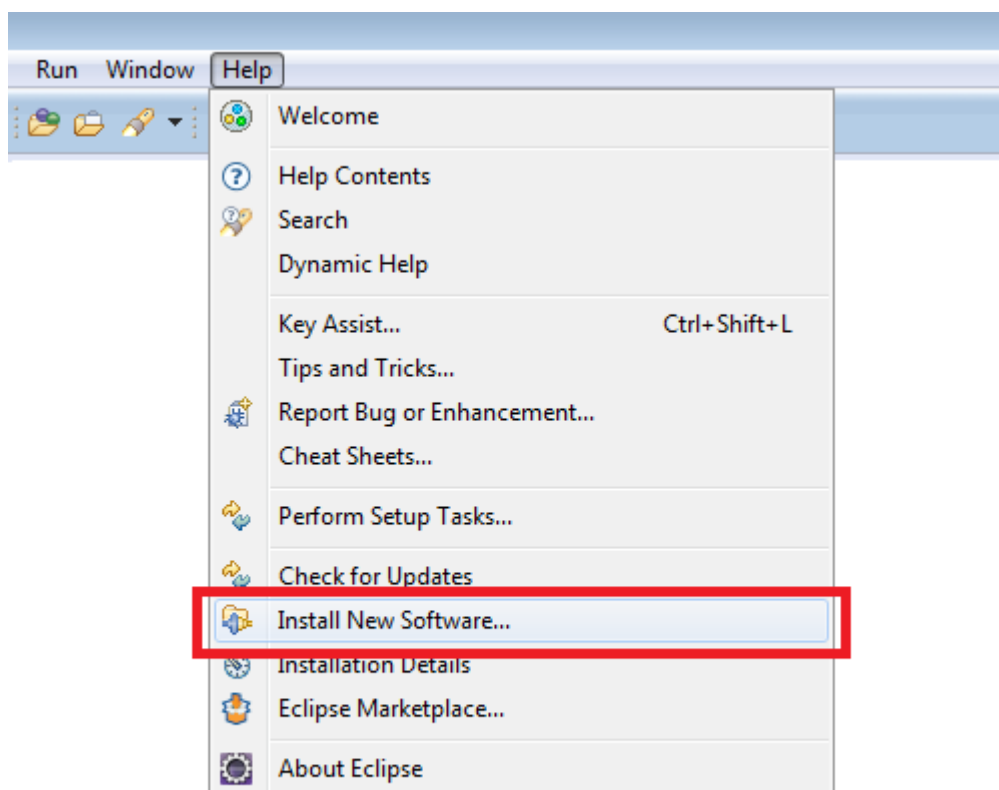 Run Window Help
Welcome
Help Contents
Search
Dynamic Help
Key Assist... Ctrl+Shift+L
Tips and Tricks...
Report Bug or Enhancement...
Cheat Sheets...
Perform Setup Tasks...
Check for Updates
Install New Software...
Installation Details
Eclipse Marketplace...
About Eclipse